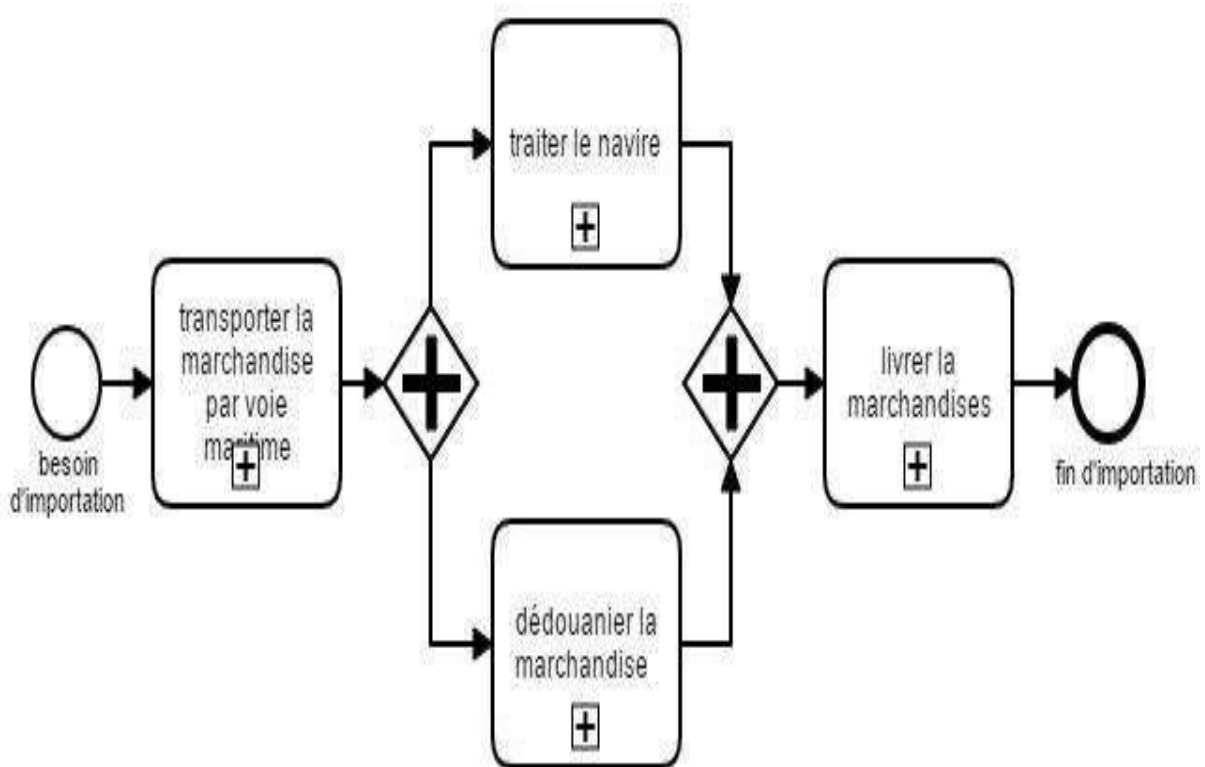 traiter le navire
transporter la
marchandise
par voie
maritime
besoin
d'importation
livrer la
marchandises
fin d'importation
dédouanier la
marchandise